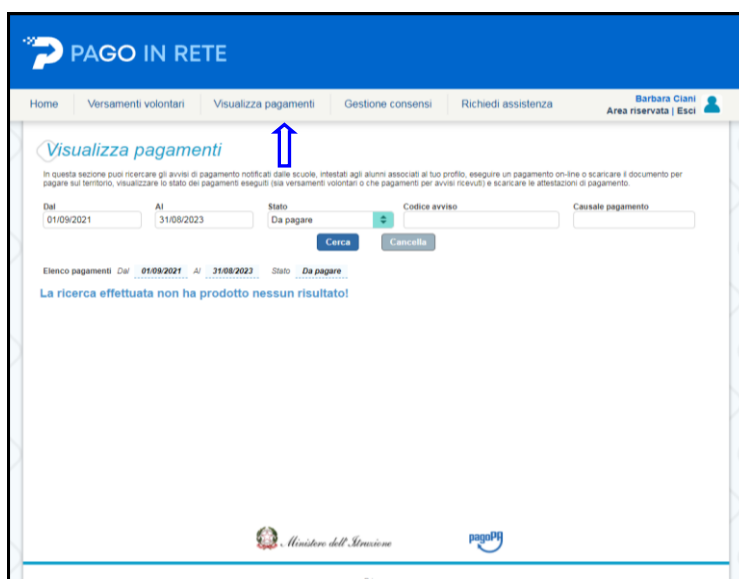 PAGO IN RETE
Home Versamenti volontari Visualizza pagamenti Gestione consensi Richiedi assistenza Barbara Ciani
Area riservata | Esci
Visualizza pagamenti
In questa sezione puoi ricercare gli avvisi di pagamento notificati dalle scuole, intestati agli alunni associati al tuo profilo, eseguire un pagamento on-line o scaricare il documento per
pagare sul territorio, visualizzare lo stato dei pagamenti eseguiti (sia versamenti volontari o che pagamenti per avvisi ricevuti) e scaricare le attestazioni di pagamento.
Dal Al Stato Codice avviso Causale pagamento
01/09/2021 31/08/2023 Da pagare
Cerca Cancella
Elenco pagamenti Dal 01/09/2021 Al 31/08/2023 Stato Da pagare
La ricerca effettuata non ha prodotto nessun risultato!
Ministero dell'Istruzione pagoPA